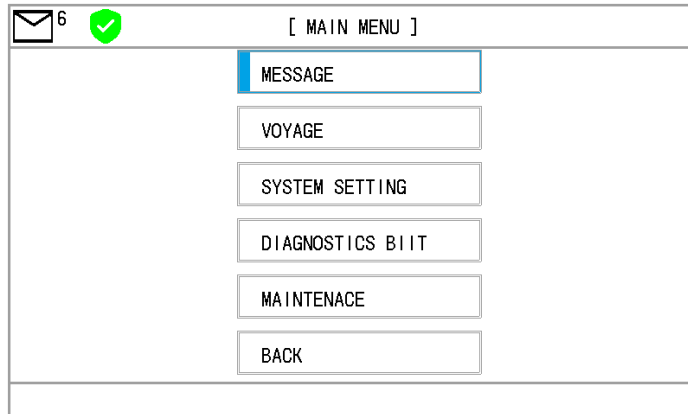 6
[ MAIN MENU ]
MESSAGE
VOYAGE
SYSTEM SETTING
DIAGNOSTICS BIIT
MAINTENACE
BACK